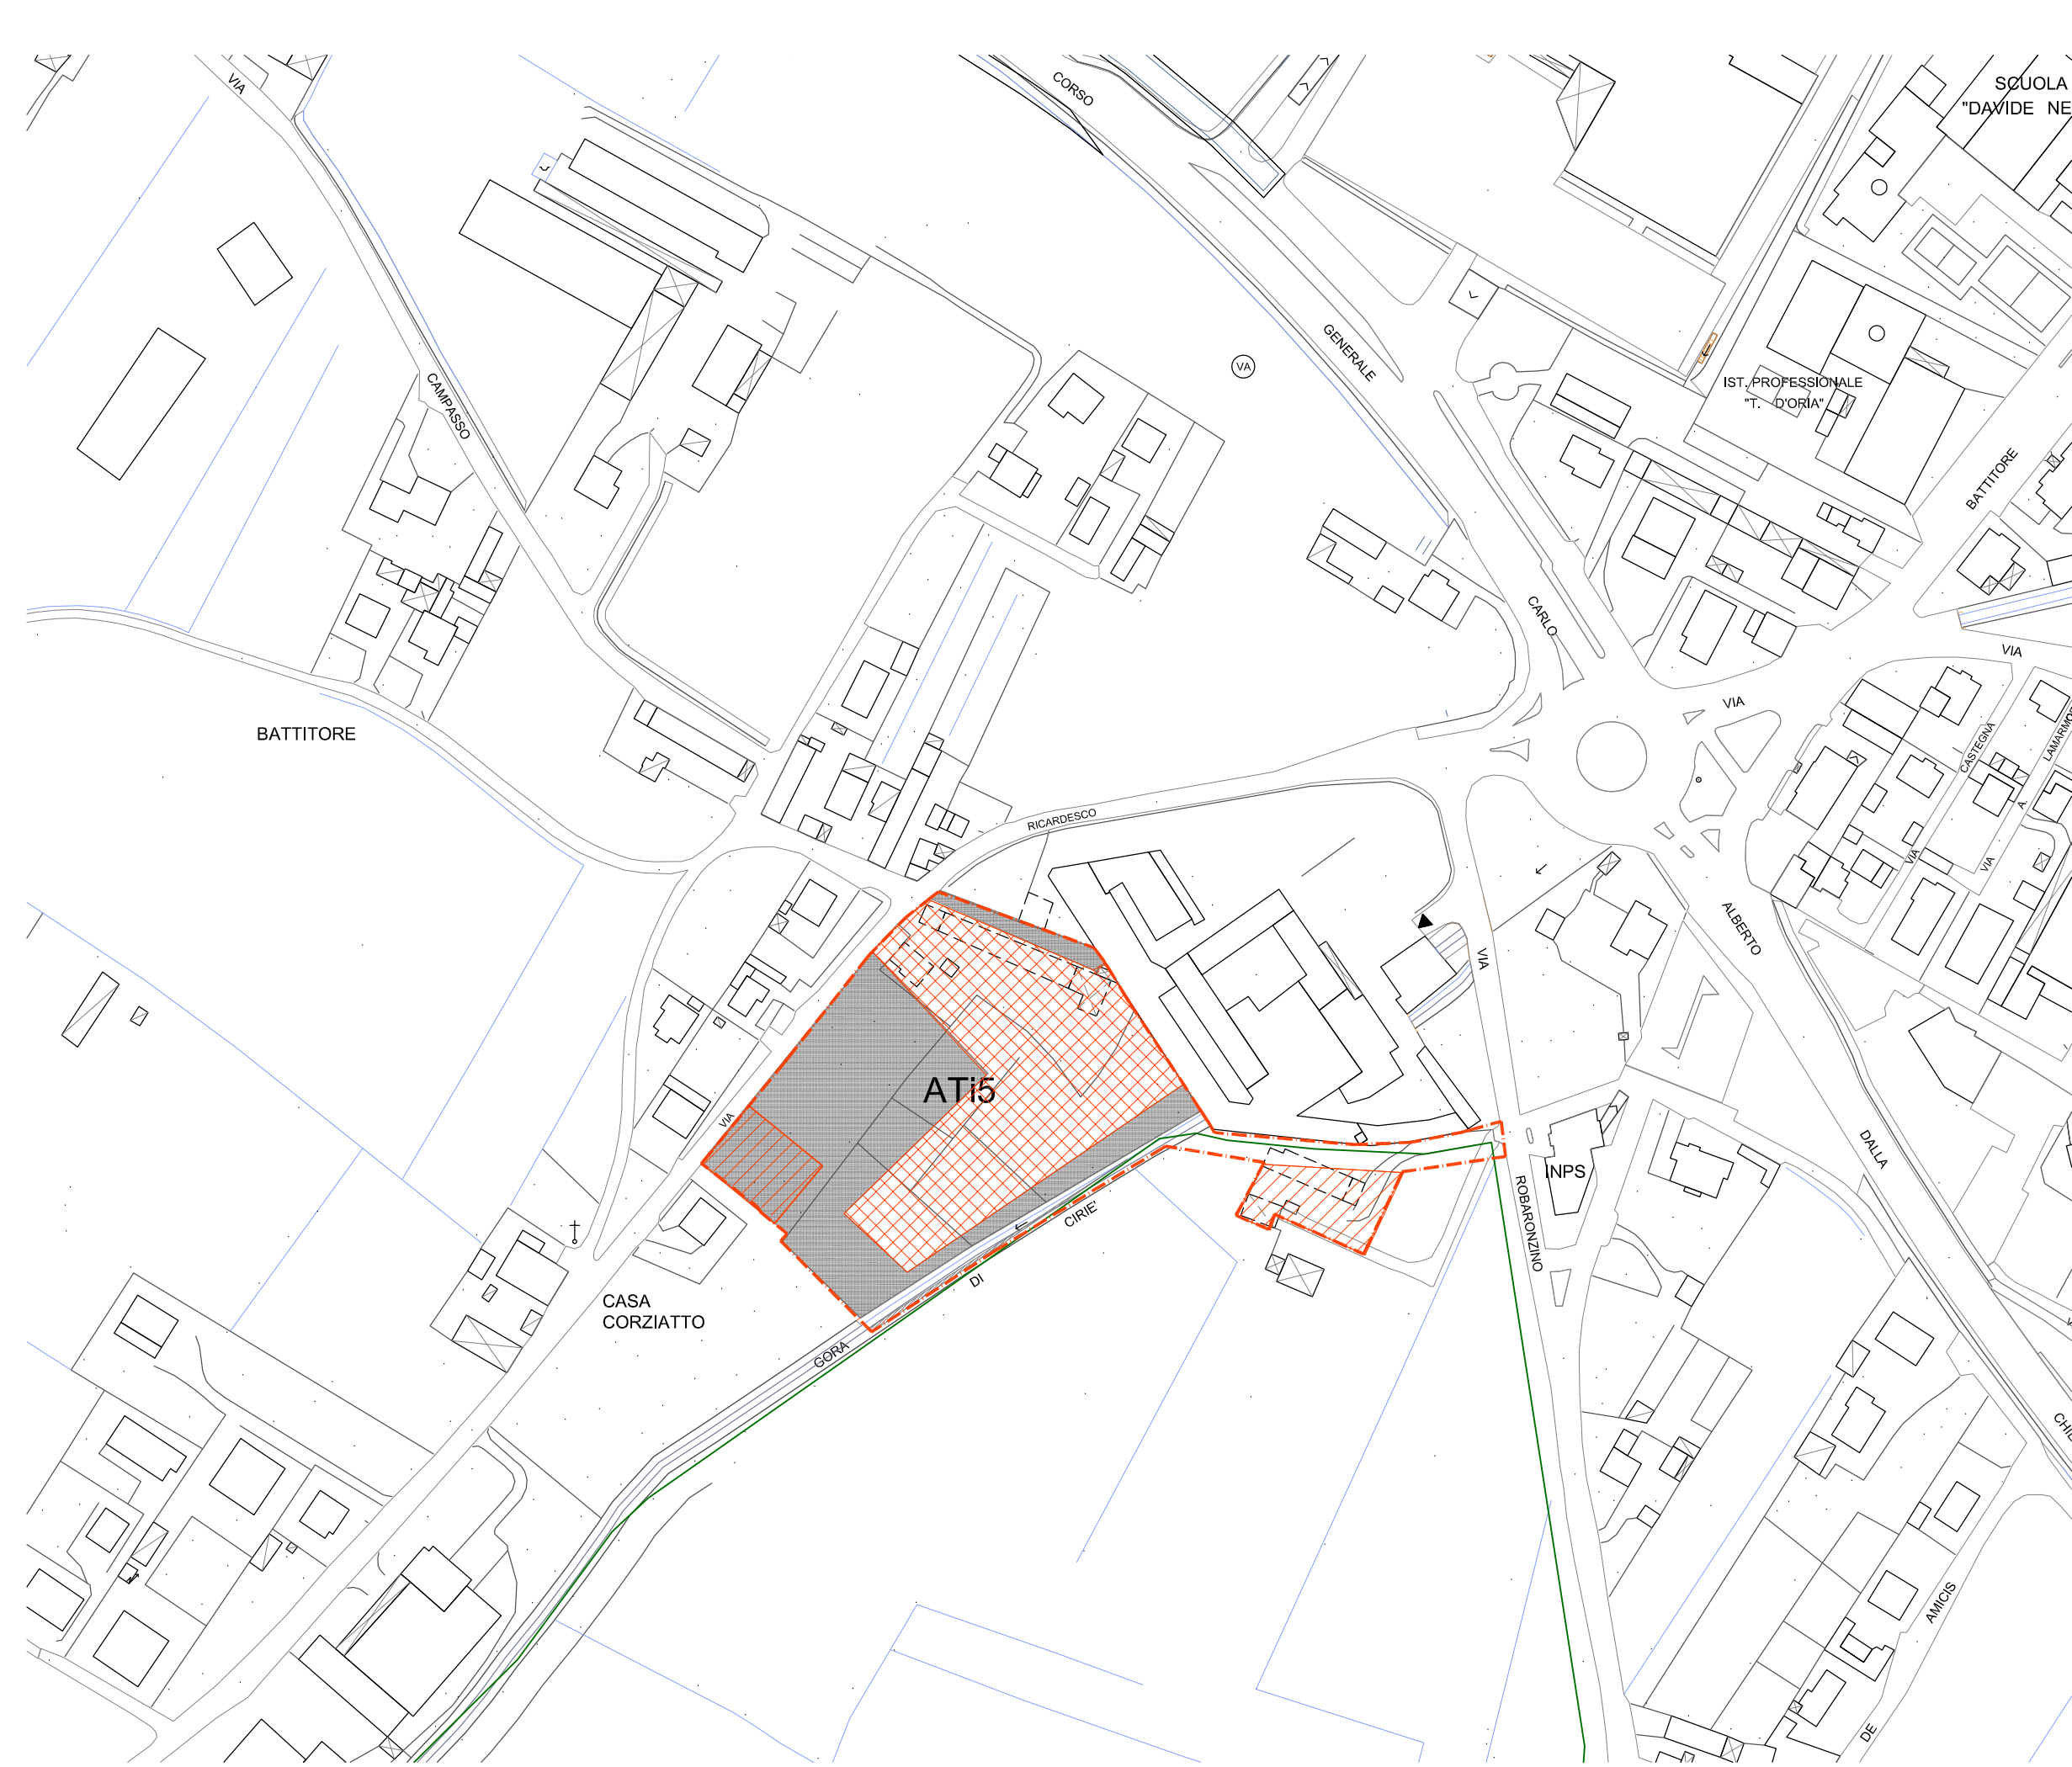 VIA
CORSO
SCUOLA
"DAVIDE NE
GENERALE
VA
CAMPASSO
IST. PROFESSIONALE
"T. D'ORIA"
BATTITORE
CARLO
VIA
VIA
BATTITORE
CASTEGNA
LAMARMO
RICARDESCO
A.
VIA
VIA
ALBERTO
VIA
ATi5
VIA
DALLA
INPS
ROBARONZINO
CIRIE'
DI
CASA
CORZIATTO
GORA
AMICIS
DE